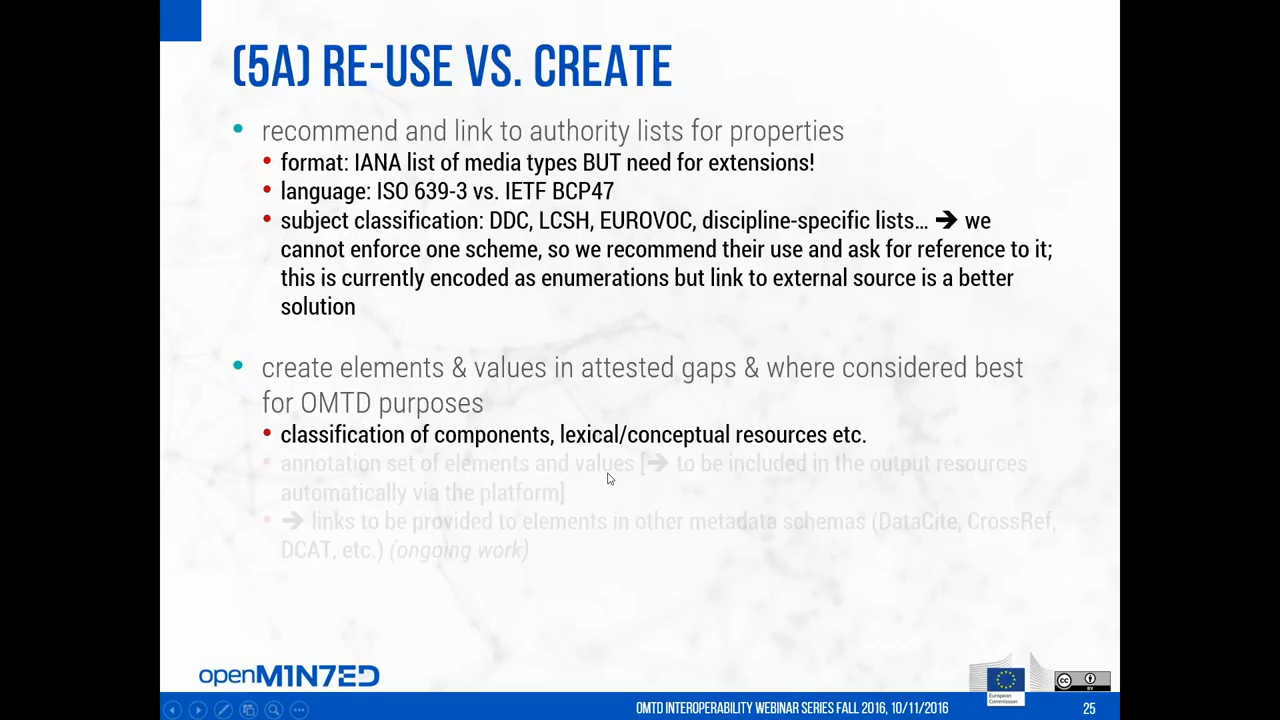 (5A) RE-USE VS. CREATE
• recommend and link to authority lists for properties
• format: IANA list of media types BUT need for extensions!
• language: ISO 639-3 vs. IETF BCP47
• subject classification: DDC, LCSH, EUROVOC, discipline-specific lists… ➔ we
cannot enforce one scheme, so we recommend their use and ask for reference to it;
this is currently encoded as enumerations but link to external source is a better
solution
• create elements & values in attested gaps & where considered best
for OMTD purposes
• classification of components, lexical/conceptual resources etc.
• annotation set of elements and values [➔ to be included in the output resources
automatically via the platform]
• ➔ links to be provided to elements in other metadata schemas (DataCite, CrossRef,
DCAT, etc.) (ongoing work)
openM1N7ED
European
Commission
cc BY
OMTD INTEROPERABILITY WEBINAR SERIES FALL 2016, 10/11/2016
25